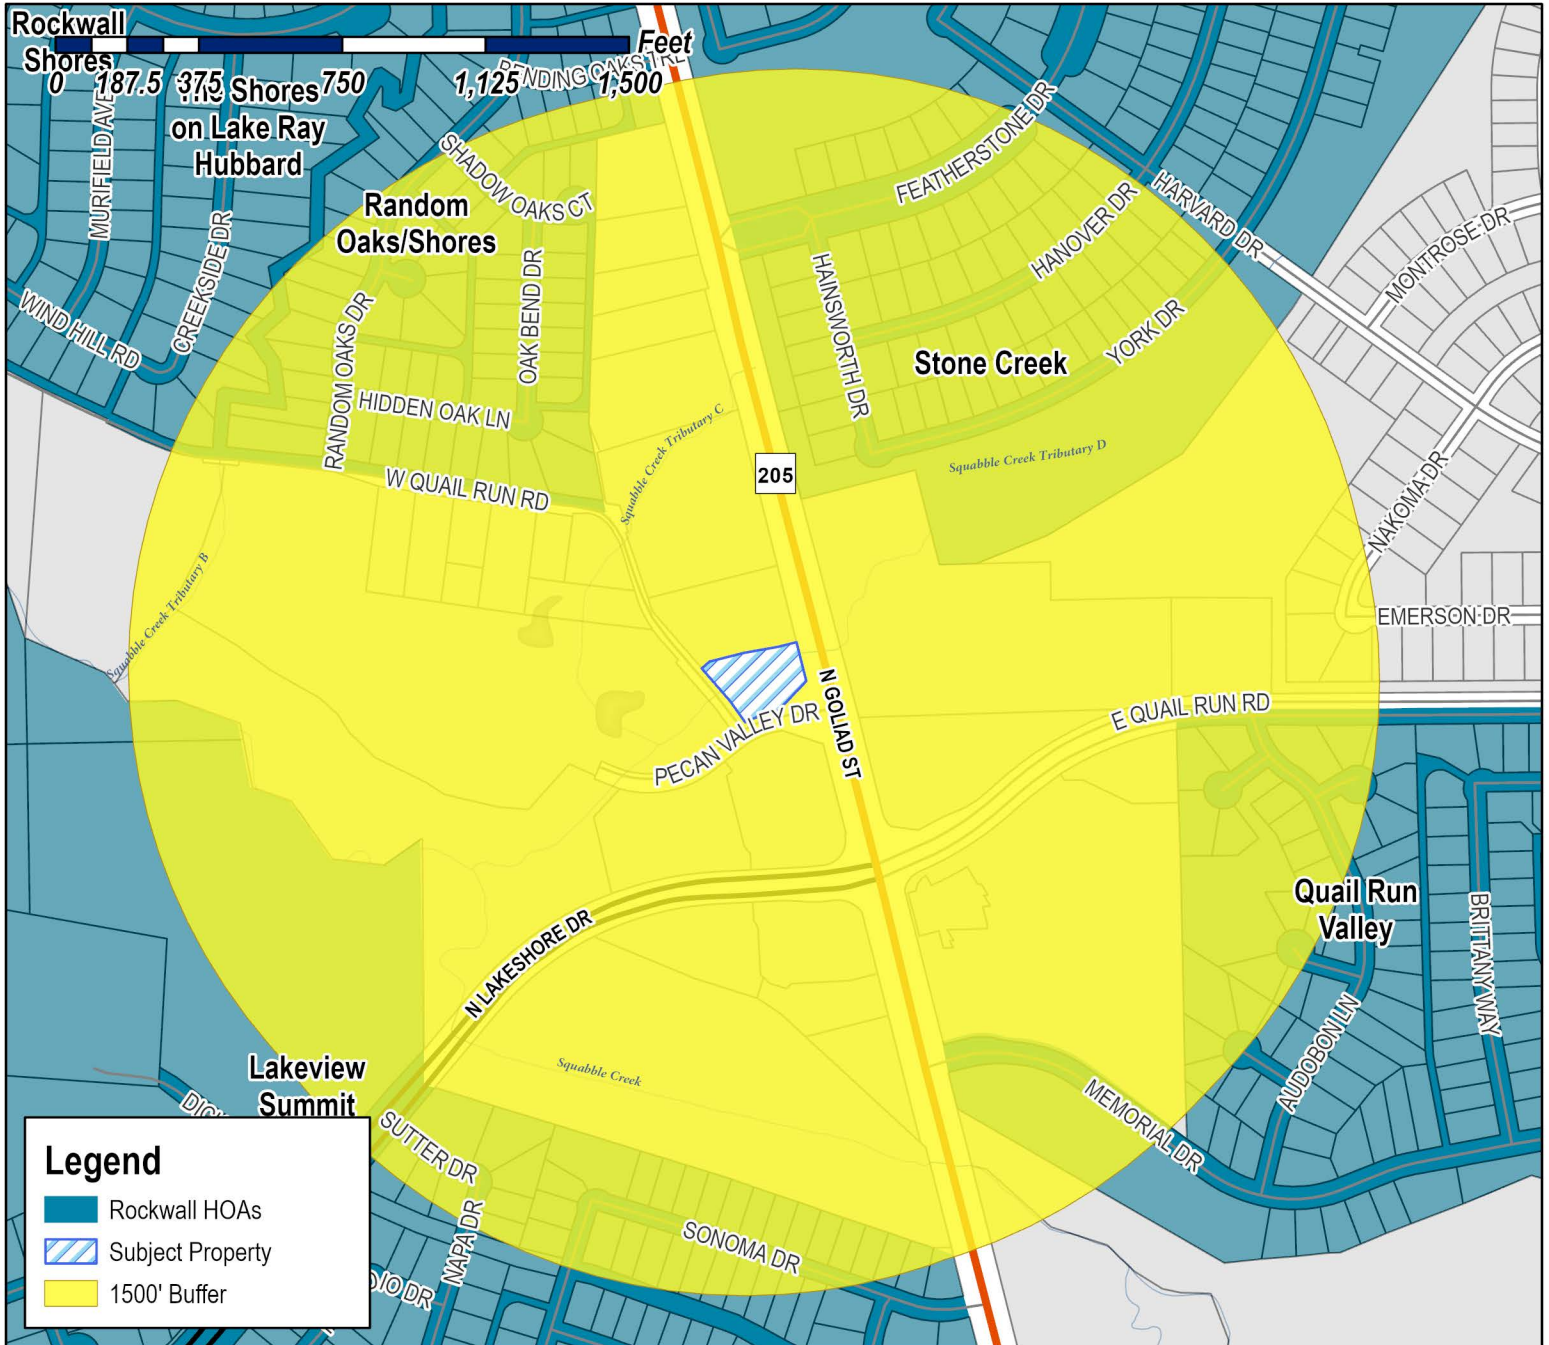 Rockwall
Shores
Feet
0 187.5 375 750 1,125 1,500
BENDING OAKS TRL
The Shores
on Lake Ray
Hubbard
MURIFIELD AVE
CREEKSIDE DR
WIND HILL RD
SHADOW OAKS CT
Random
Oaks/Shores
OAK BEND DR
RANDOM OAKS DR
HIDDEN OAK LN
W QUAIL RUN RD
FEATHERSTONE DR
HANOVER DR
HARVARD DR
MONTROSE DR
HAINSWORTH DR
YORK DR
Stone Creek
Squabble Creek Tributary C
Squabble Creek Tributary D
205
NAKOMA DR
Squabble Creek Tributary B
EMERSON DR
N GOLIAD ST
E QUAIL RUN RD
PECAN VALLEY DR
Quail Run
Valley
BRITTANY WAY
N LAKESHORE DR
AUDOBON LN
Squabble Creek
MEMORIAL DR
Lakeview
Summit
SUTTER DR
NAPA DR
SONOMA DR
DIO DR
Legend
Rockwall HOAs
Subject Property
1500' Buffer